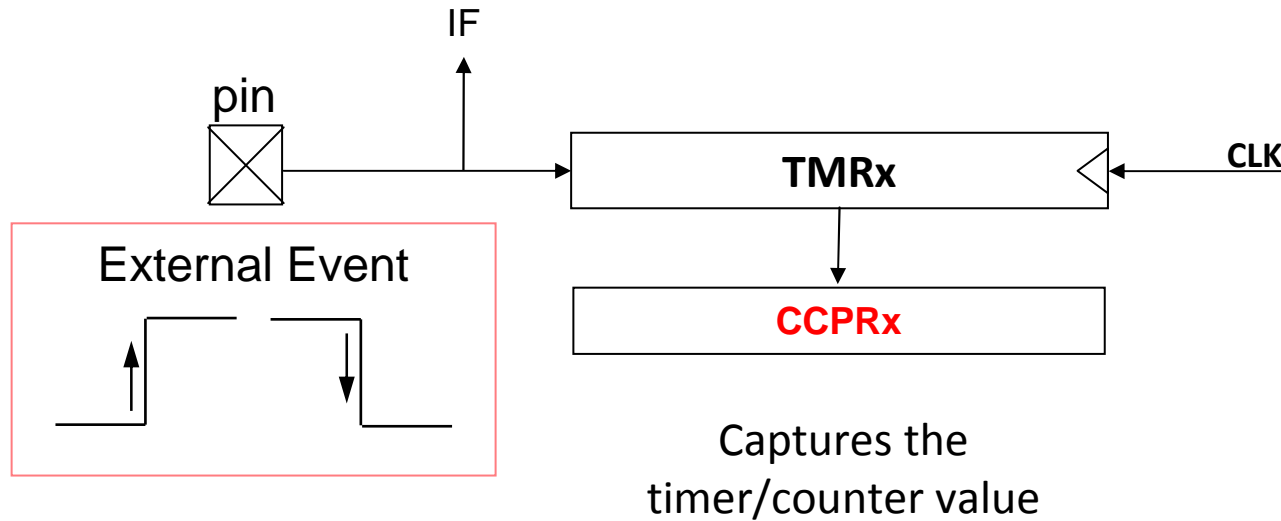 IF
pin
TMRx
CLK
External Event
CCPRx
Captures the
timer/counter value